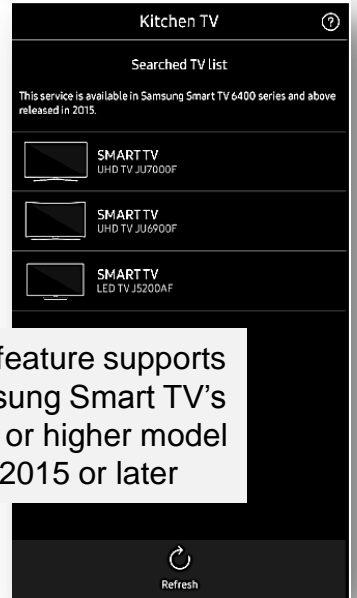 Kitchen TV ?
Searched TV list
This service is available in Samsung Smart TV 6400 series and above
released in 2015.
SMART TV
UHD TV JU7000F
SMART TV
UHD TV JU6900F
SMART TV
LED TV J5200AF
feature supports
sung Smart TV's
or higher model
2015 or later
Refresh